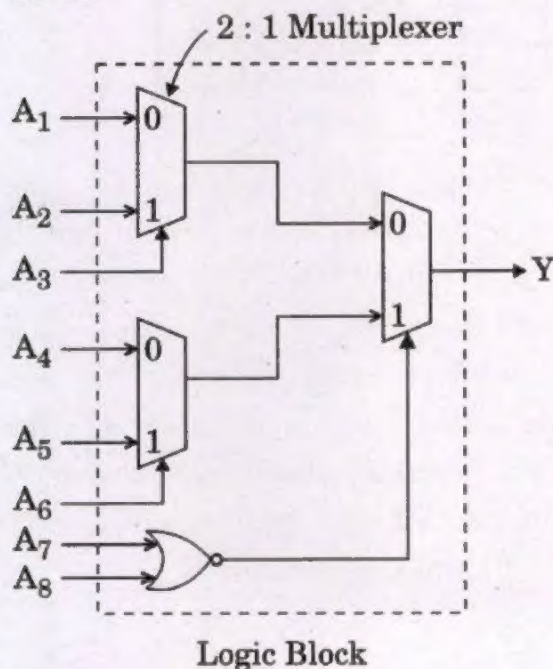 2 : 1 Multiplexer
A₁
0
A₂
1
A₃
0
Y
1
A₄
0
A₅
1
A₆
A₇
A₈
Logic Block